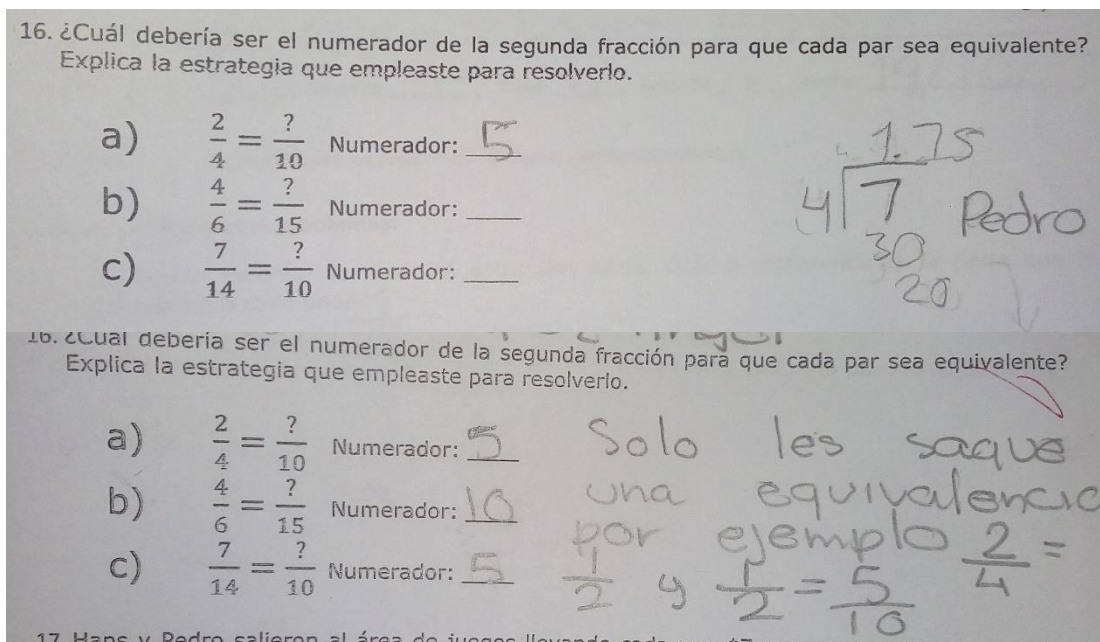 16. ¿Cuál debería ser el numerador de la segunda fracción para que cada par sea equivalente?
Explica la estrategia que empleaste para resolverlo.
a) 2/4 = ?/10 Numerador: 5
b) 4/6 = ?/15 Numerador: ____
c) 7/14 = ?/10 Numerador: ____
1.75
4 7 Pedro
30
20
16. ¿Cuál debería ser el numerador de la segunda fracción para que cada par sea equivalente?
Explica la estrategia que empleaste para resolverlo.
a) 2/4 = ?/10 Numerador: 5
b) 4/6 = ?/15 Numerador: 10
c) 7/14 = ?/10 Numerador: 5
Solo les saque
una equivalencia
por ejemplo 2/4 =
1/2 y 1/2 = 5/10
17. Hans y Pedro salieron al área de juegos